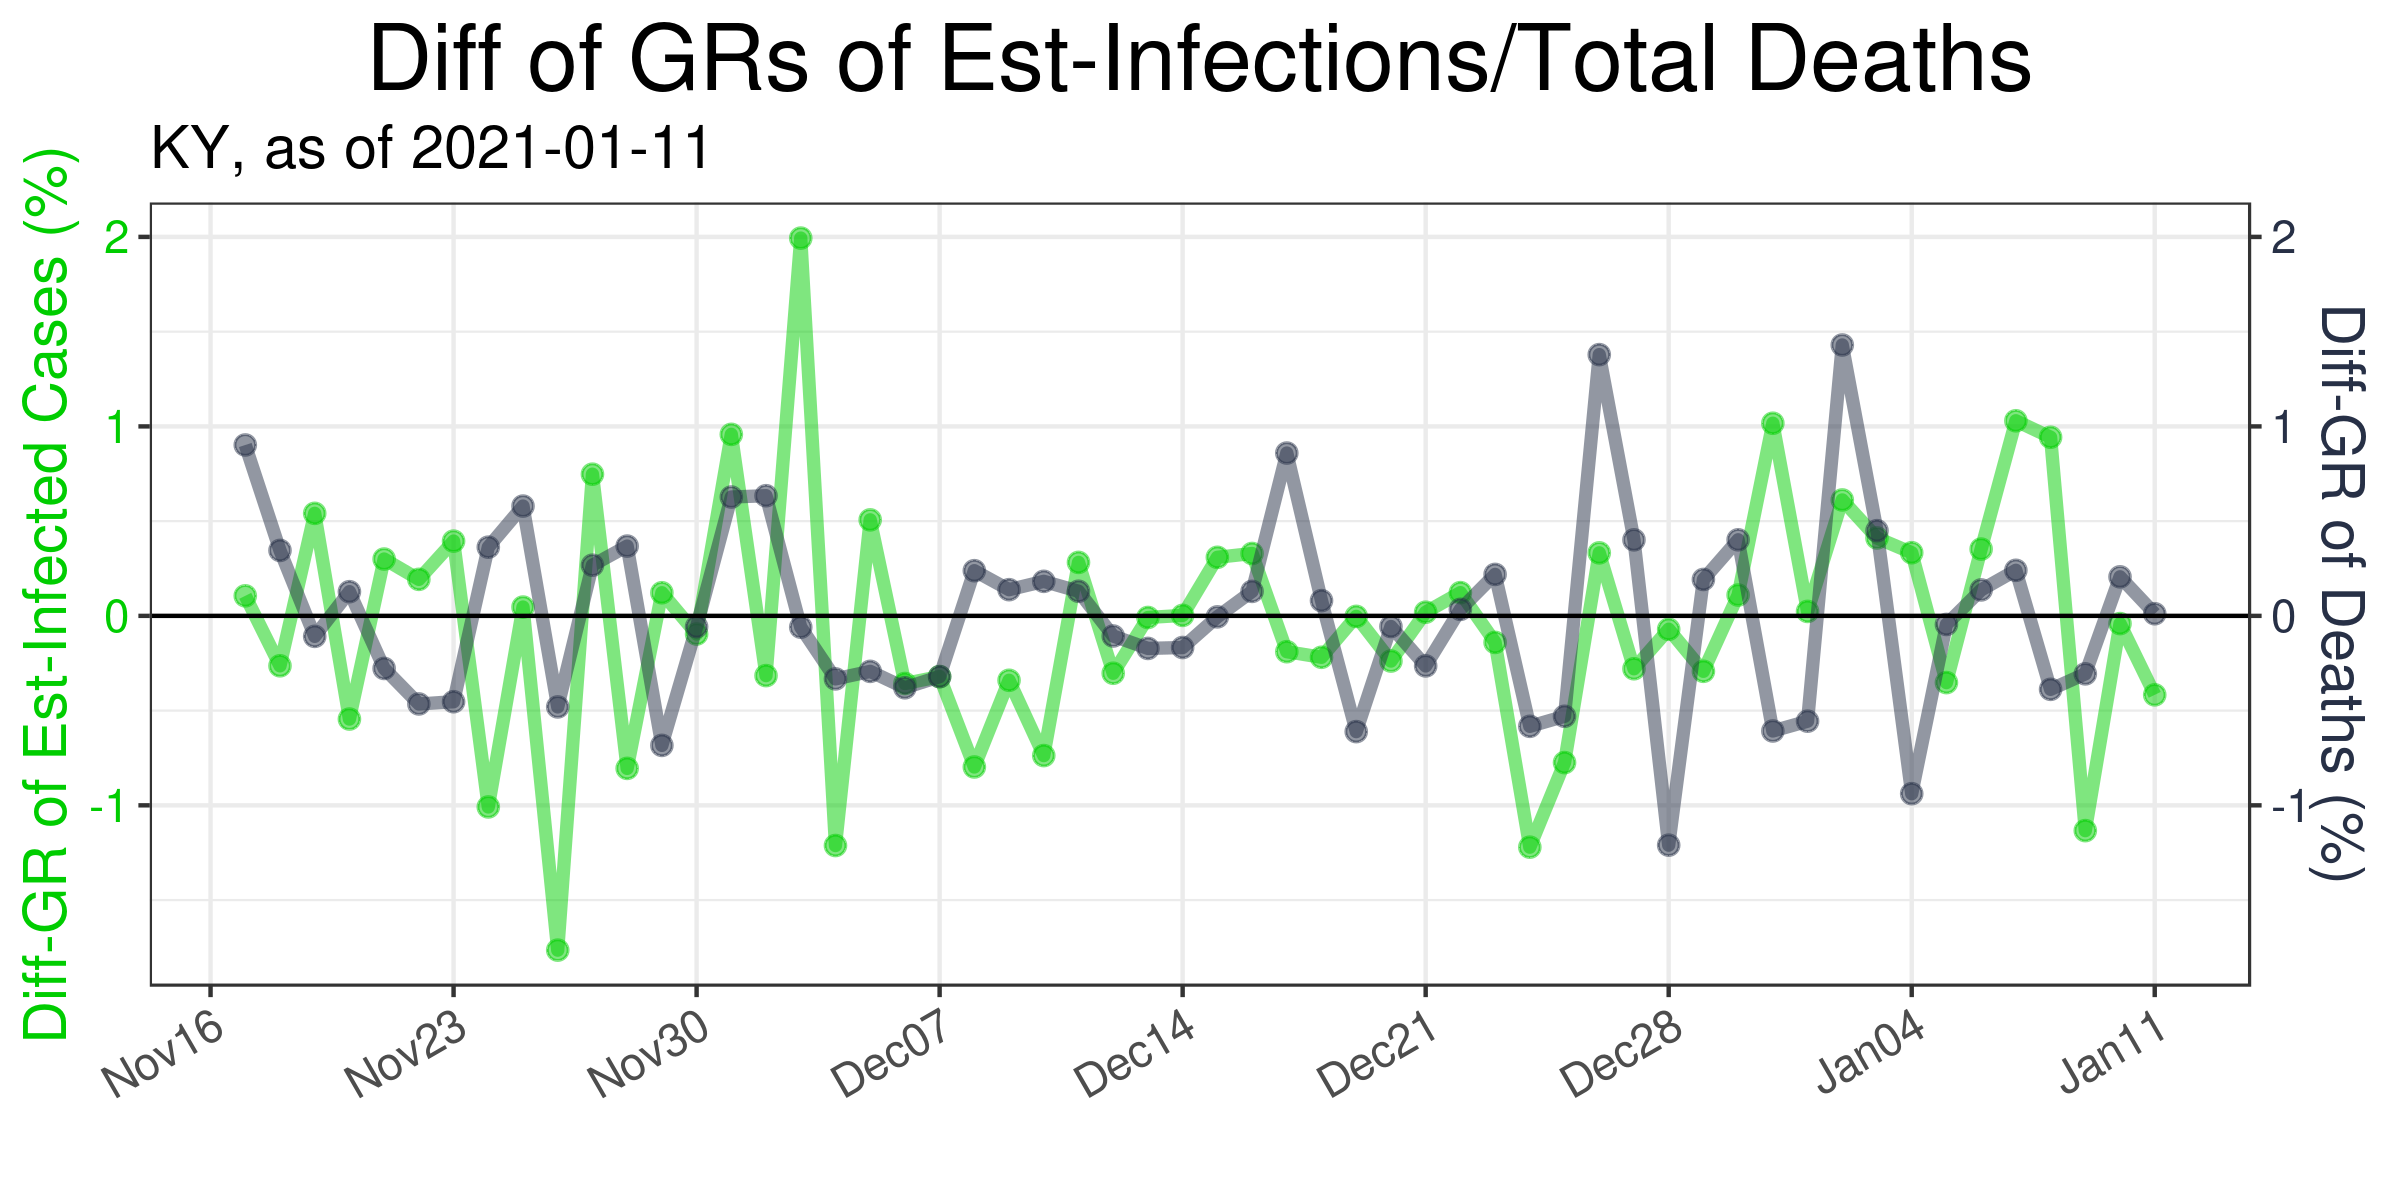 Diff of GRs of Est-Infections/Total Deaths
KY, as of 2021-01-11
Diff-GR of Est-Infected Cases (%)
2
1
0
-1
2
1
0
-1
Diff-GR of Deaths (%)
Nov16
Nov23
Nov30
Dec07
Dec14
Dec21
Dec28
Jan04
Jan11